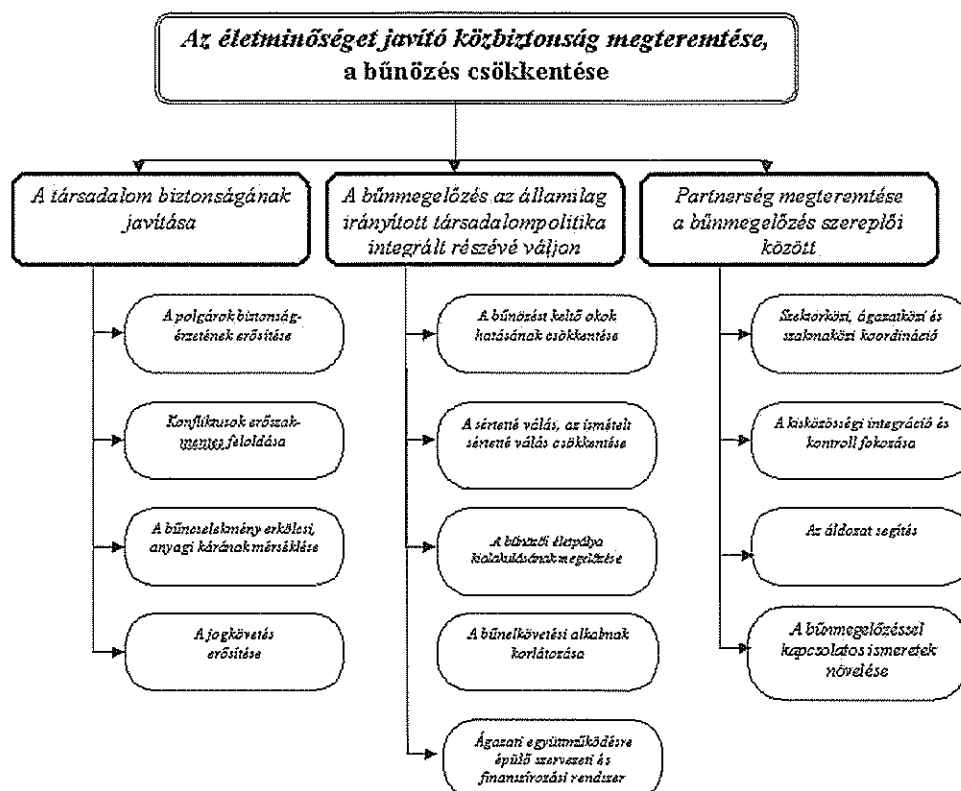 Az életminőséget javító közbiztonság megteremtése,
a bűnözés csökkentése
A társadalom biztonságának
javítása
A bűnmegelőzés az államilag
irányított társadalompolitika
integrált részévé váljon
Partnerség megteremtése
a bűnmegelőzés szereplői
között
A polgárok biztonság-
érzetének erősítése
Konfliktusok erőszak-
mentes feloldása
A bűncselekmény erkölcsi,
anyagi kárának mérséklése
A jogkövetés
erősítése
A bűnözést keltő okok
hatásának csökkentése
A sértetté válás, az ismételt
sértetté válás csökkentése
A bűnözői életpálya
kialakulásának megelőzése
A bűnelkövetési alkalmak
korlátozása
Ágazati együttműködésre
épülő szervezeti és
finanszírozási rendszer
Szektorközi, ágazatközi és
szakmaközi koordináció
A kisközösségi integráció és
kontroll fokozása
Az áldozat segítés
A bűnmegelőzéssel
kapcsolatos ismeretek
növelése